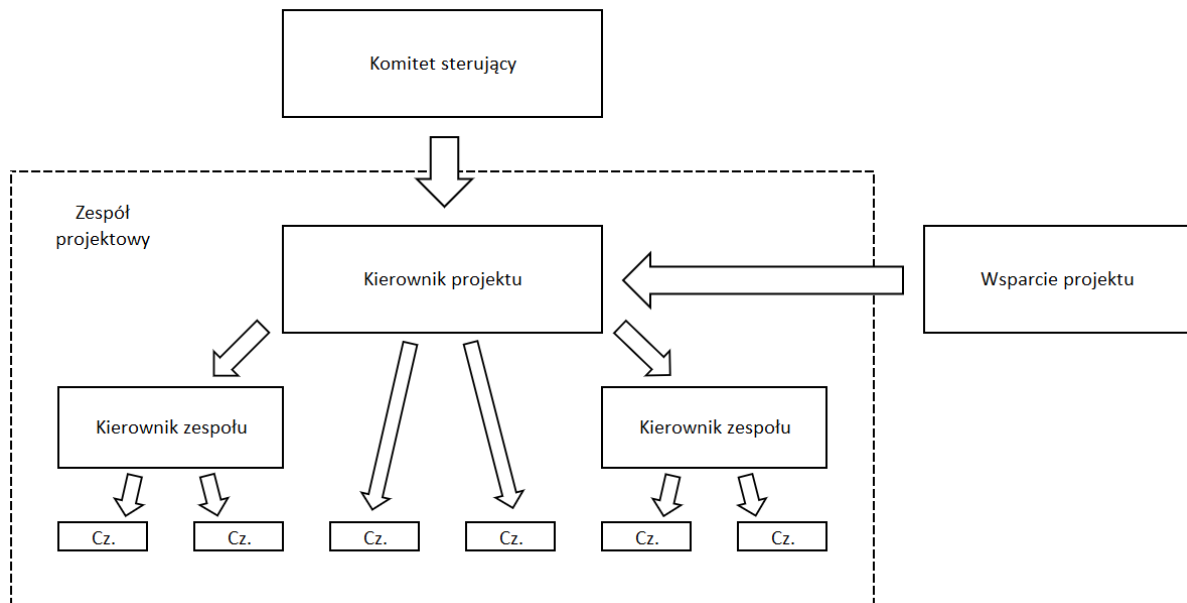 Komitet sterujący
Zespół
projektowy
Kierownik projektu
Wsparcie projektu
Kierownik zespołu
Kierownik zespołu
Cz.
Cz.
Cz.
Cz.
Cz.
Cz.